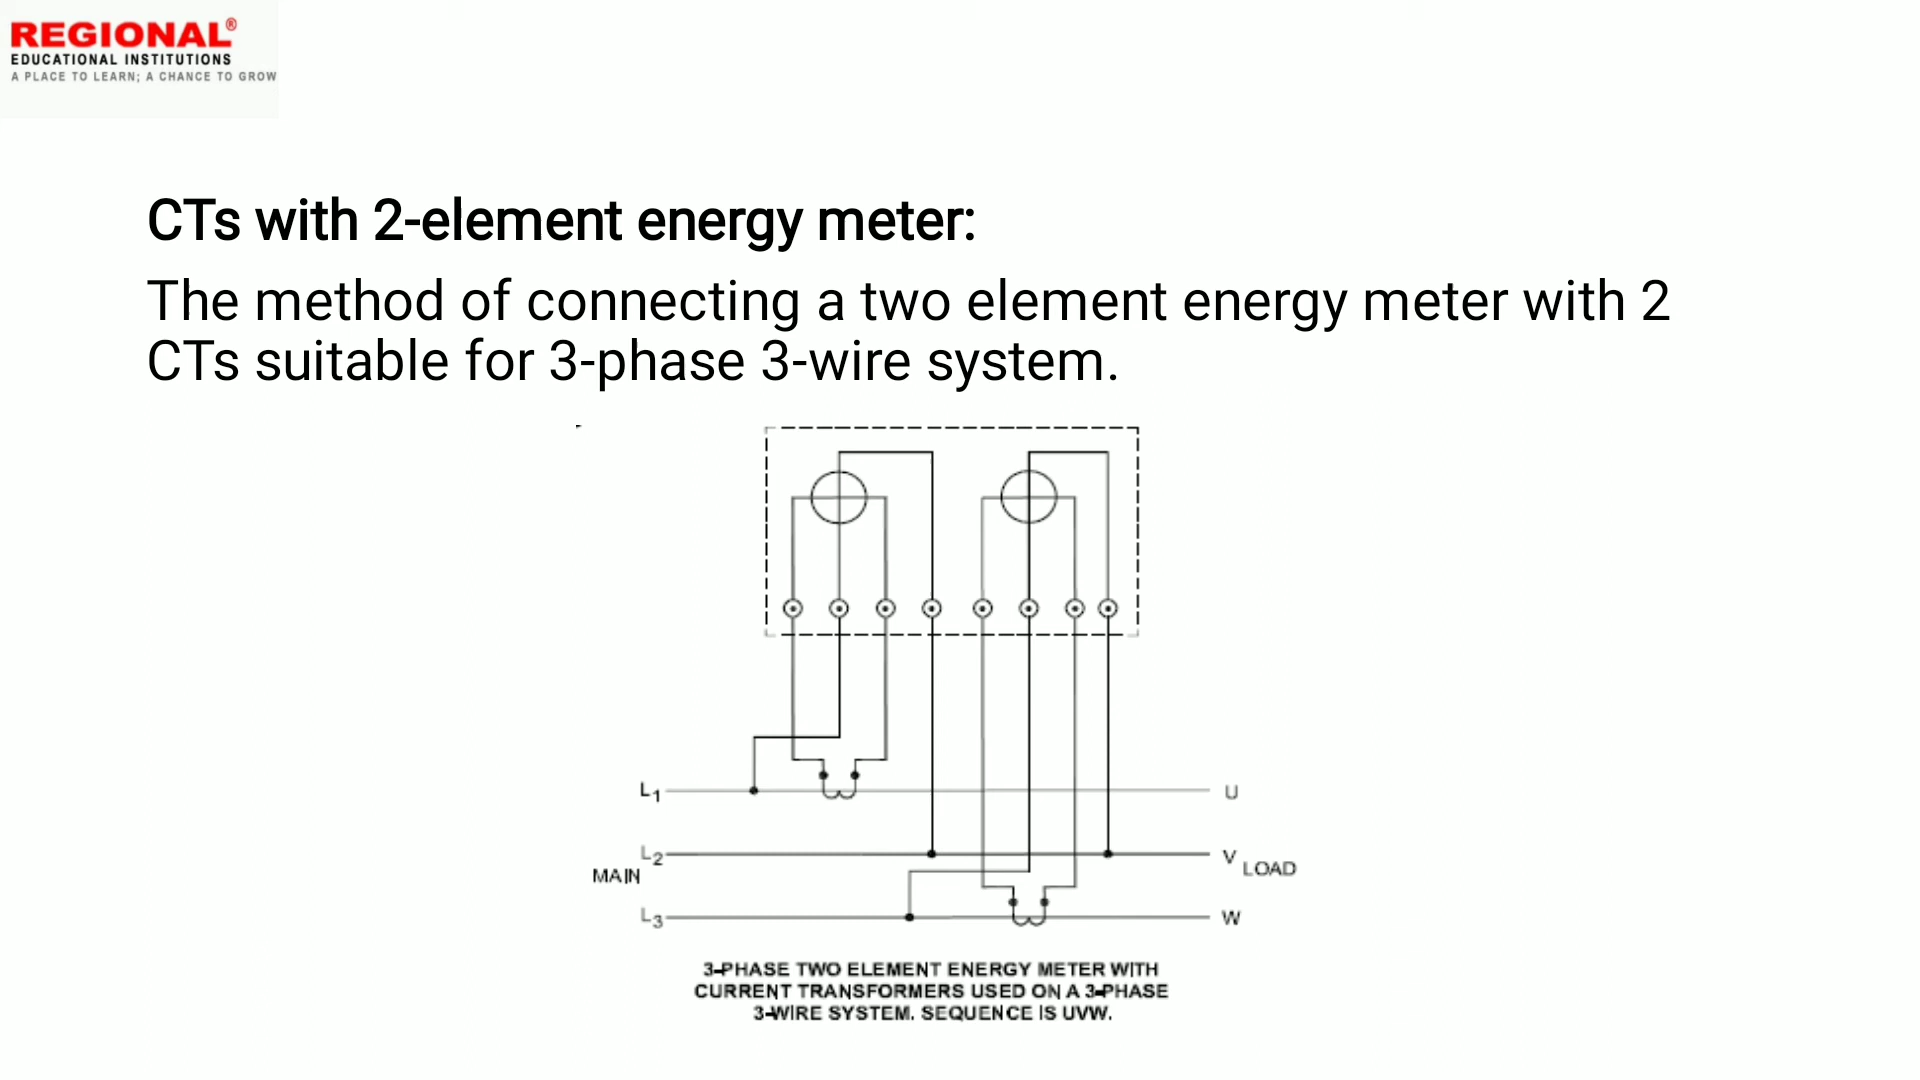 REGIONAL®
EDUCATIONAL INSTITUTIONS
A PLACE TO LEARN; A CHANCE TO GROW
CTs with 2-element energy meter:
The method of connecting a two element energy meter with 2
CTs suitable for 3-phase 3-wire system.
L1
U
L2
V
MAIN
LOAD
L3
W
3-PHASE TWO ELEMENT ENERGY METER WITH
CURRENT TRANSFORMERS USED ON A 3-PHASE
3-WIRE SYSTEM. SEQUENCE IS UVW.